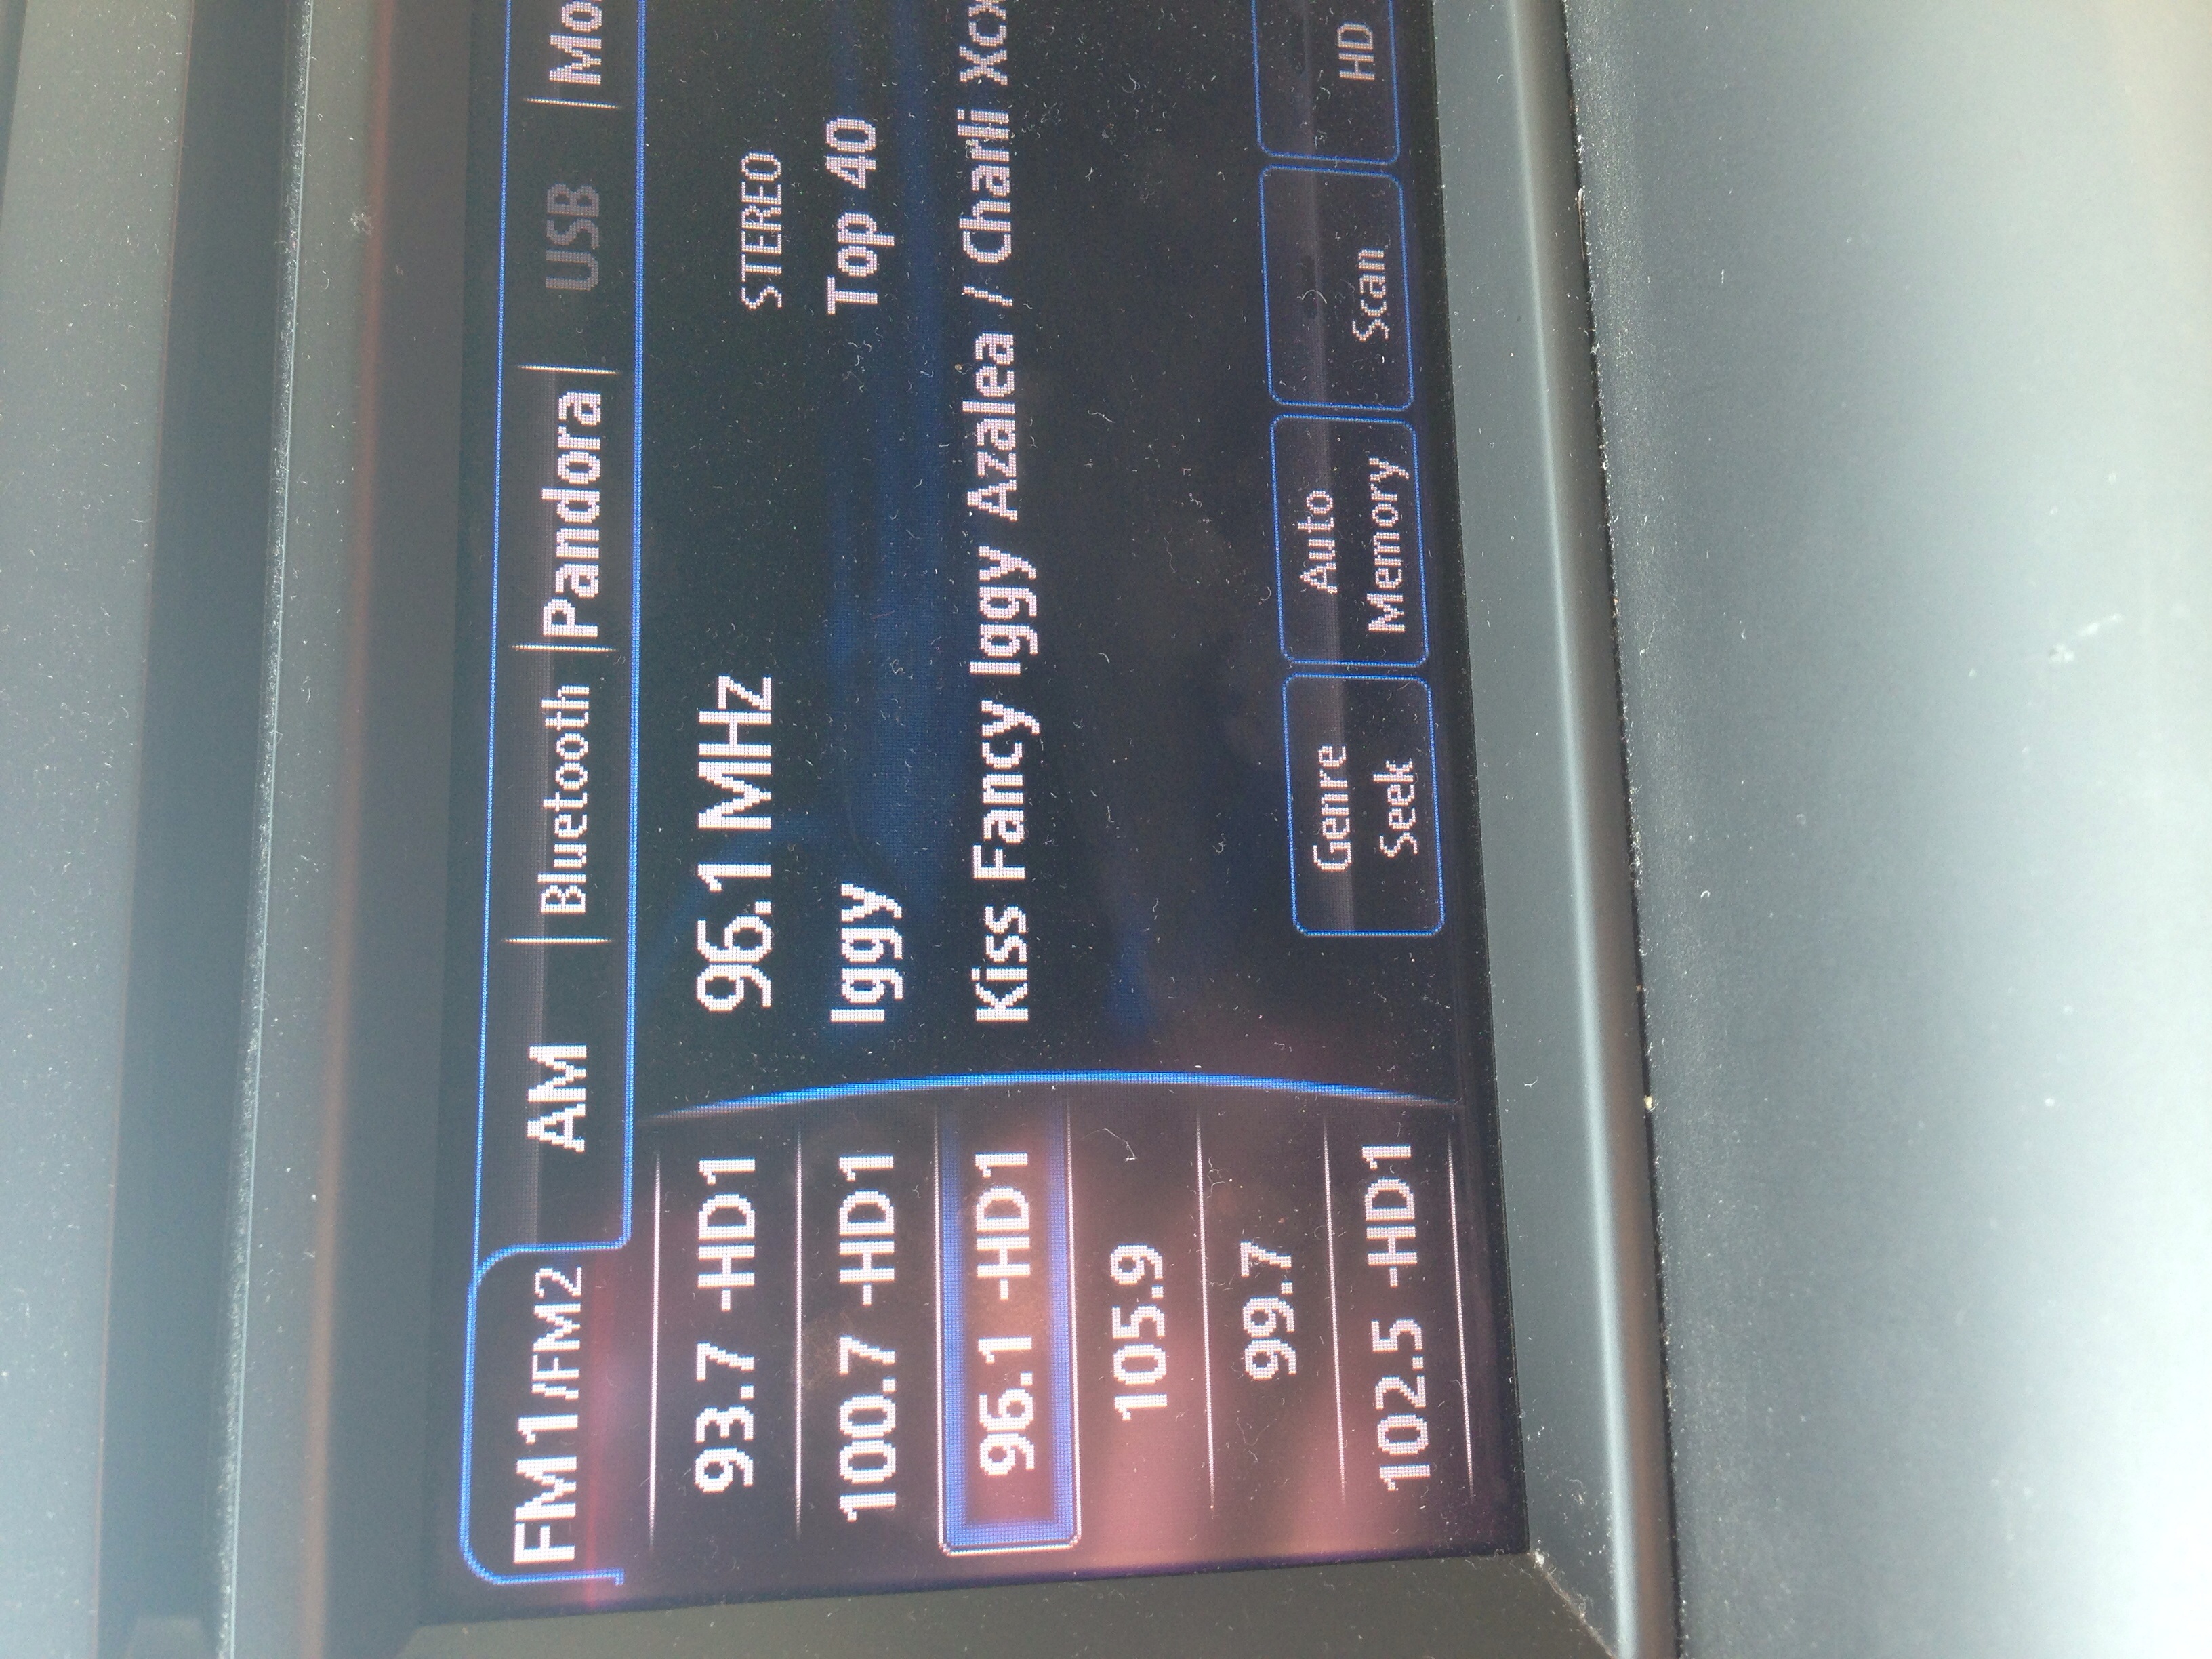 FM1/FM2 AM Bluetooth Pandora USB
93.7 -HD1
100.7 -HD1
96.1 -HD1
105.9
99.7
102.5 -HD1
96.1 MHz STEREO
Iggy Top 40
Kiss Fancy Iggy Azalea / Charli Xcx
Genre
Seek
Auto
Memory
Scan
HD